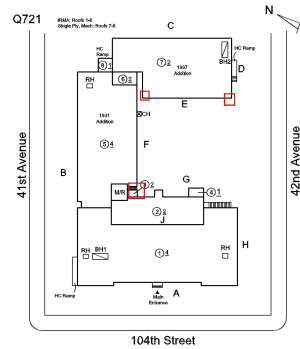 Q721
IRMA: Roofs 1-6
Single Ply, Mech: Roofs 7-8
N
C
HC
Ramp
8 1
7 2
1997
Addition
BH2
HC Ramp
D
RH
6 2
E
CH
1931
Addition
5 4
F
B
41st Avenue
42nd Avenue
M/R
2
G
4 1
2 2
J
H
BH1
1 4
RH
HC Ramp
Main
Entrance
A
104th Street